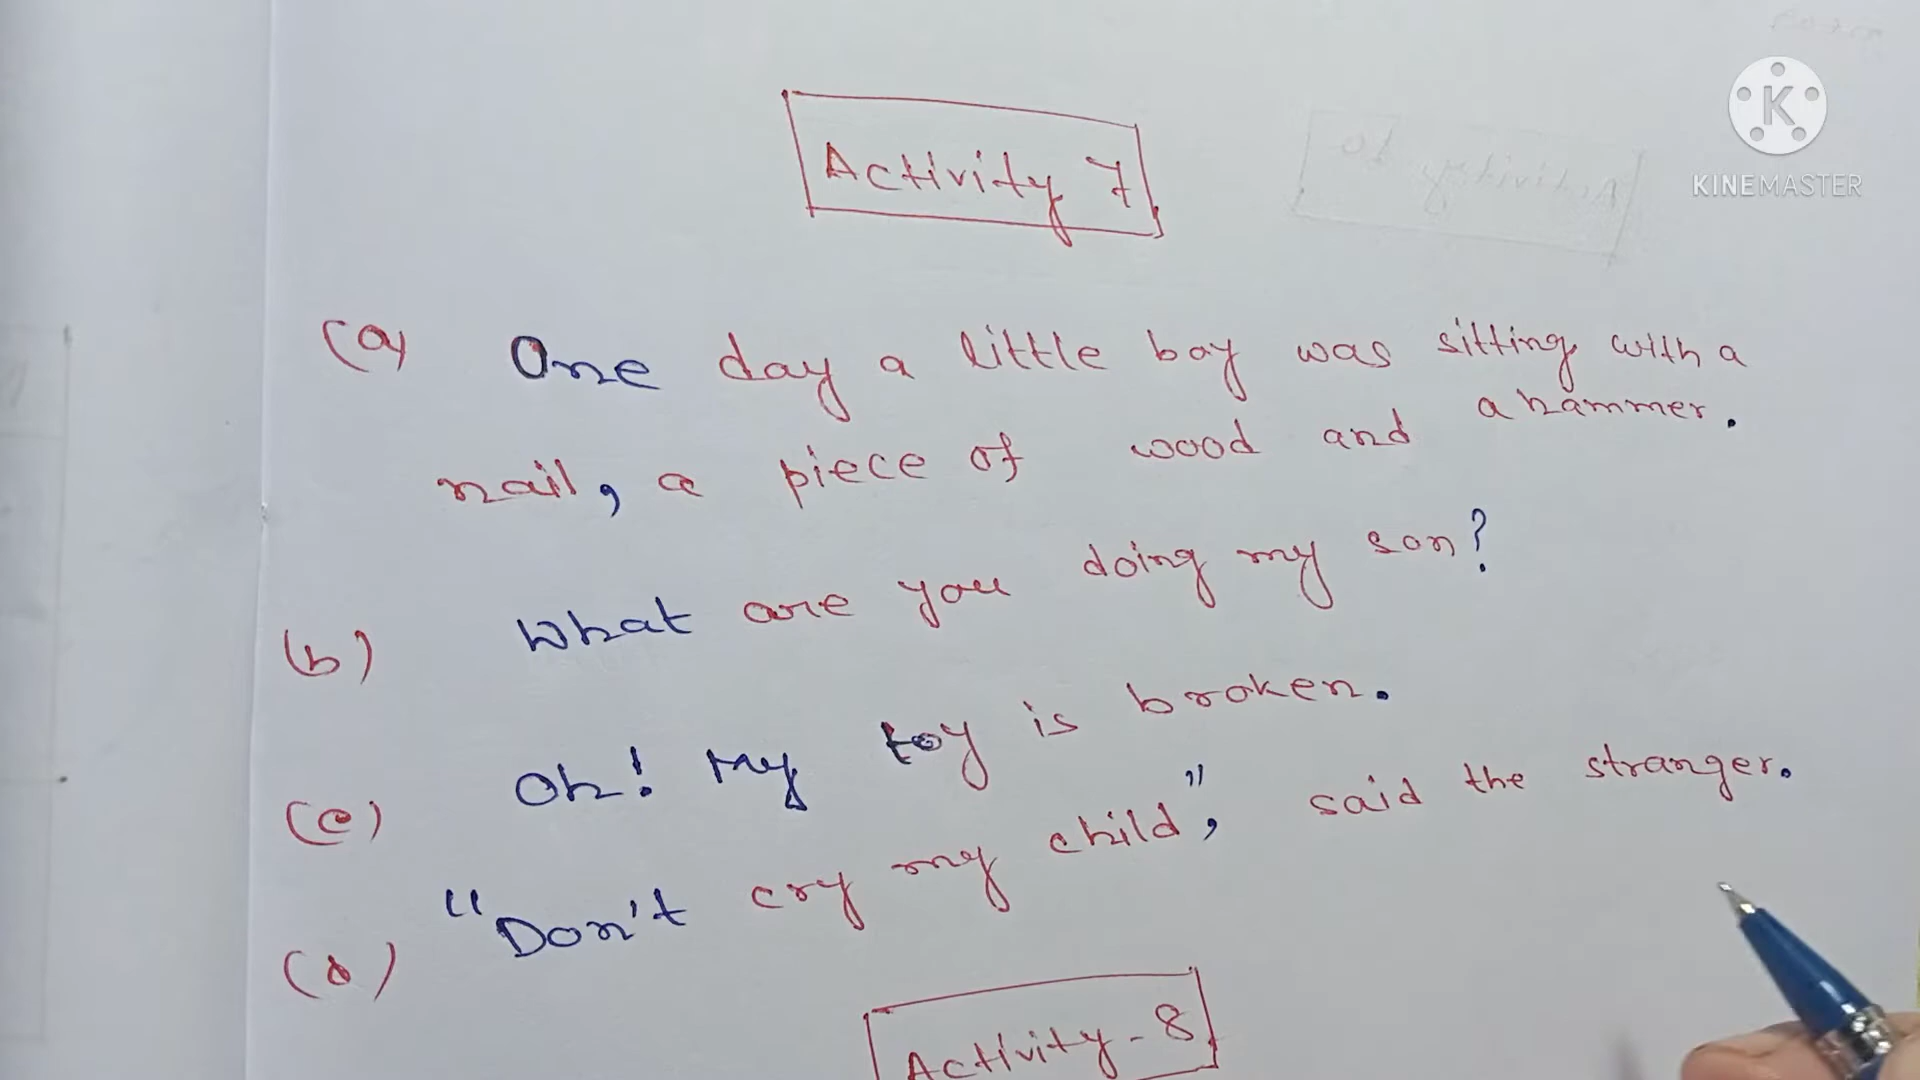 KINEMASTER
Activity 7
(a) One day a little boy was sitting with a
nail, a piece of wood and a hammer.
(b) What are you doing my son?
(c) Oh! My toy is broken.
(d) "Don't cry my child", said the stranger.
Activity - 8